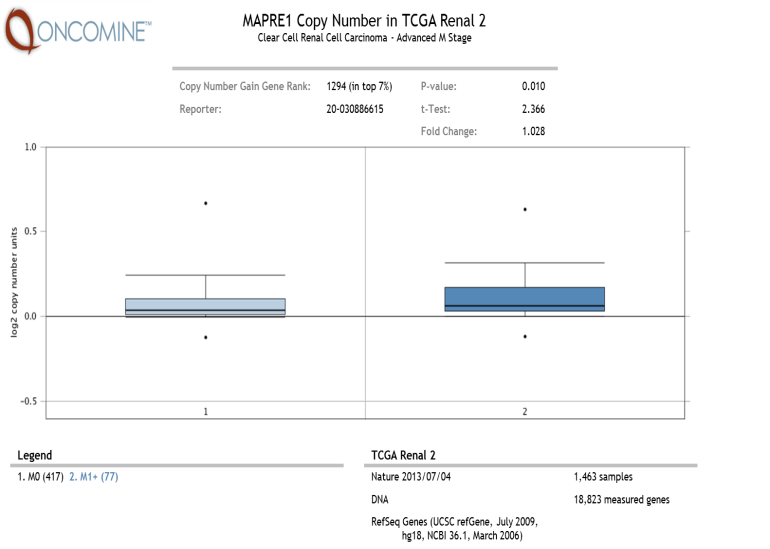 ONCOMINE™
MAPRE1 Copy Number in TCGA Renal 2
Clear Cell Renal Cell Carcinoma - Advanced M Stage
Copy Number Gain Gene Rank: 1294 (in top 7%) P-value: 0.010
Reporter: 20-030886615 t-Test: 2.366
Fold Change: 1.028
log2 copy number units
1.0
0.5
0.0
−0.5
1 2
Legend
1. M0 (417) 2. M1+ (77)
TCGA Renal 2
Nature 2013/07/04 1,463 samples
DNA 18,823 measured genes
RefSeq Genes (UCSC refGene, July 2009,
hg18, NCBI 36.1, March 2006)